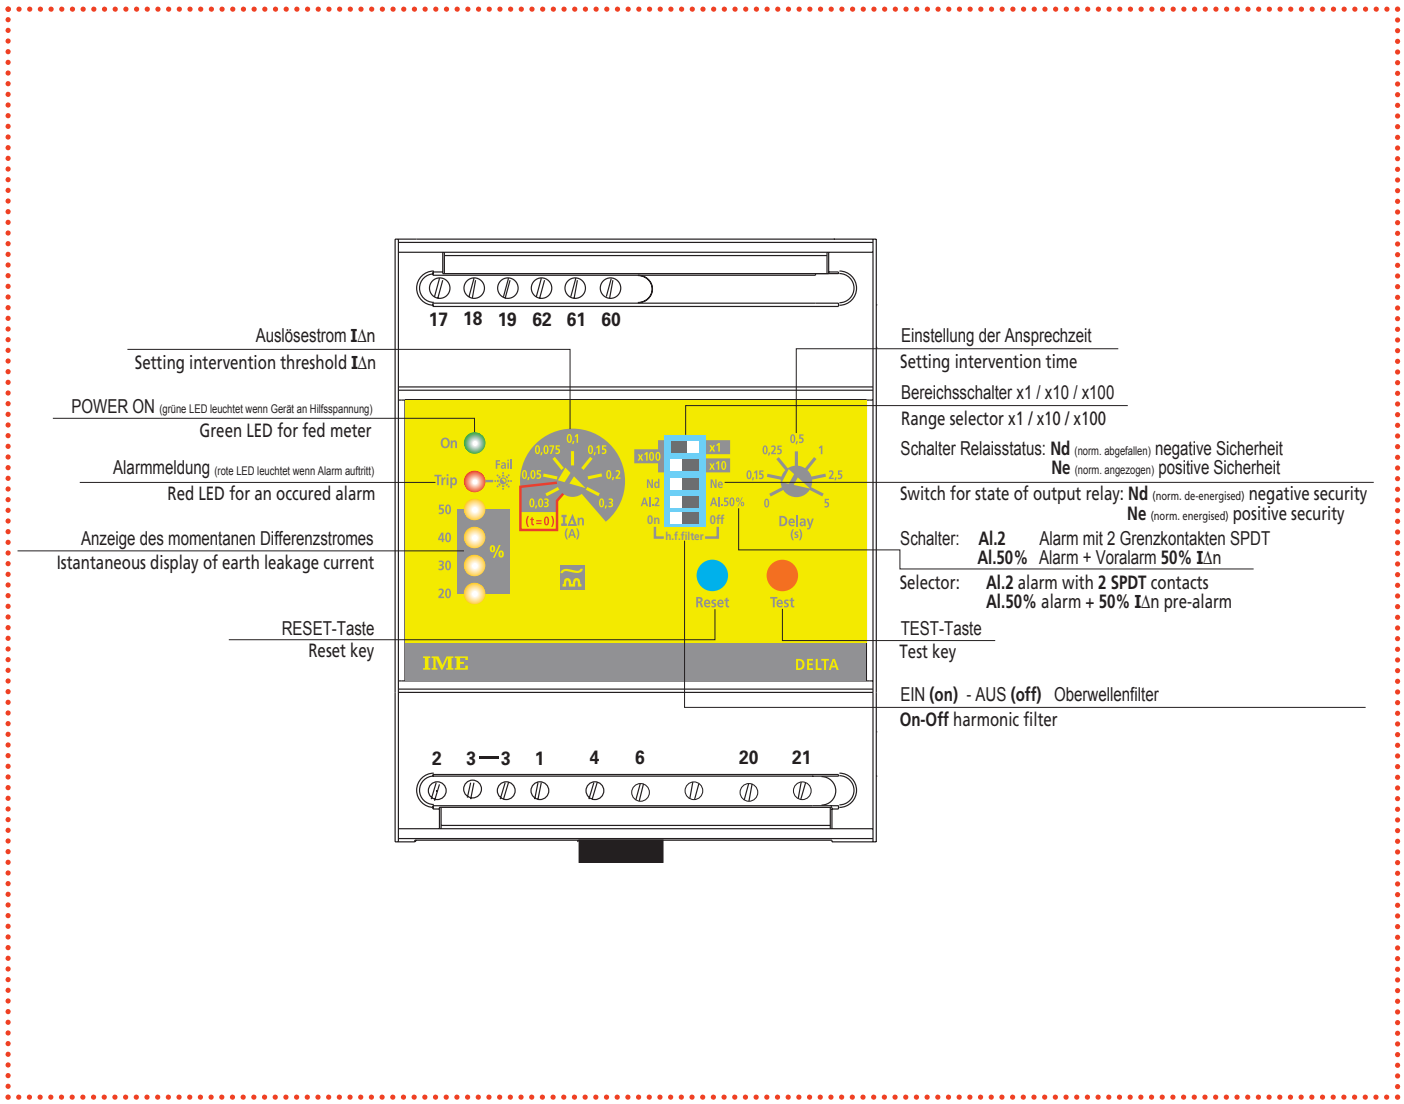 17 18 19 62 61 60
Auslösestrom IΔn
Setting intervention threshold IΔn
POWER ON (grüne LED leuchtet wenn Gerät an Hilfsspannung)
Green LED for fed meter
Alarmmeldung (rote LED leuchtet wenn Alarm auftritt)
Red LED for an occured alarm
Anzeige des momentanen Differenzstromes
Istantaneous display of earth leakage current
RESET-Taste
Reset key
On
Trip
Fail
50
40
30
20
%
0,03
0,05
0,075
0,1
0,15
0,2
0,3
(t=0)
IΔn
(A)
x100
x1
x10
Nd
Ne
Al.2
Al.50%
On
Off
h.f.filter
0
0,15
0,25
0,5
1
2,5
5
Delay
(s)
Reset
Test
IME
DELTA
Einstellung der Ansprechzeit
Setting intervention time
Bereichsschalter x1 / x10 / x100
Range selector x1 / x10 / x100
Schalter Relaisstatus: Nd (norm. abgefallen) negative Sicherheit
Ne (norm. angezogen) positive Sicherheit
Switch for state of output relay: Nd (norm. de-energised) negative security
Ne (norm. energised) positive security
Schalter: Al.2 Alarm mit 2 Grenzkontakten SPDT
Al.50% Alarm + Voralarm 50% IΔn
Selector: Al.2 alarm with 2 SPDT contacts
Al.50% alarm + 50% IΔn pre-alarm
TEST-Taste
Test key
EIN (on) - AUS (off) Oberwellenfilter
On-Off harmonic filter
2 3—3 1 4 6 20 21